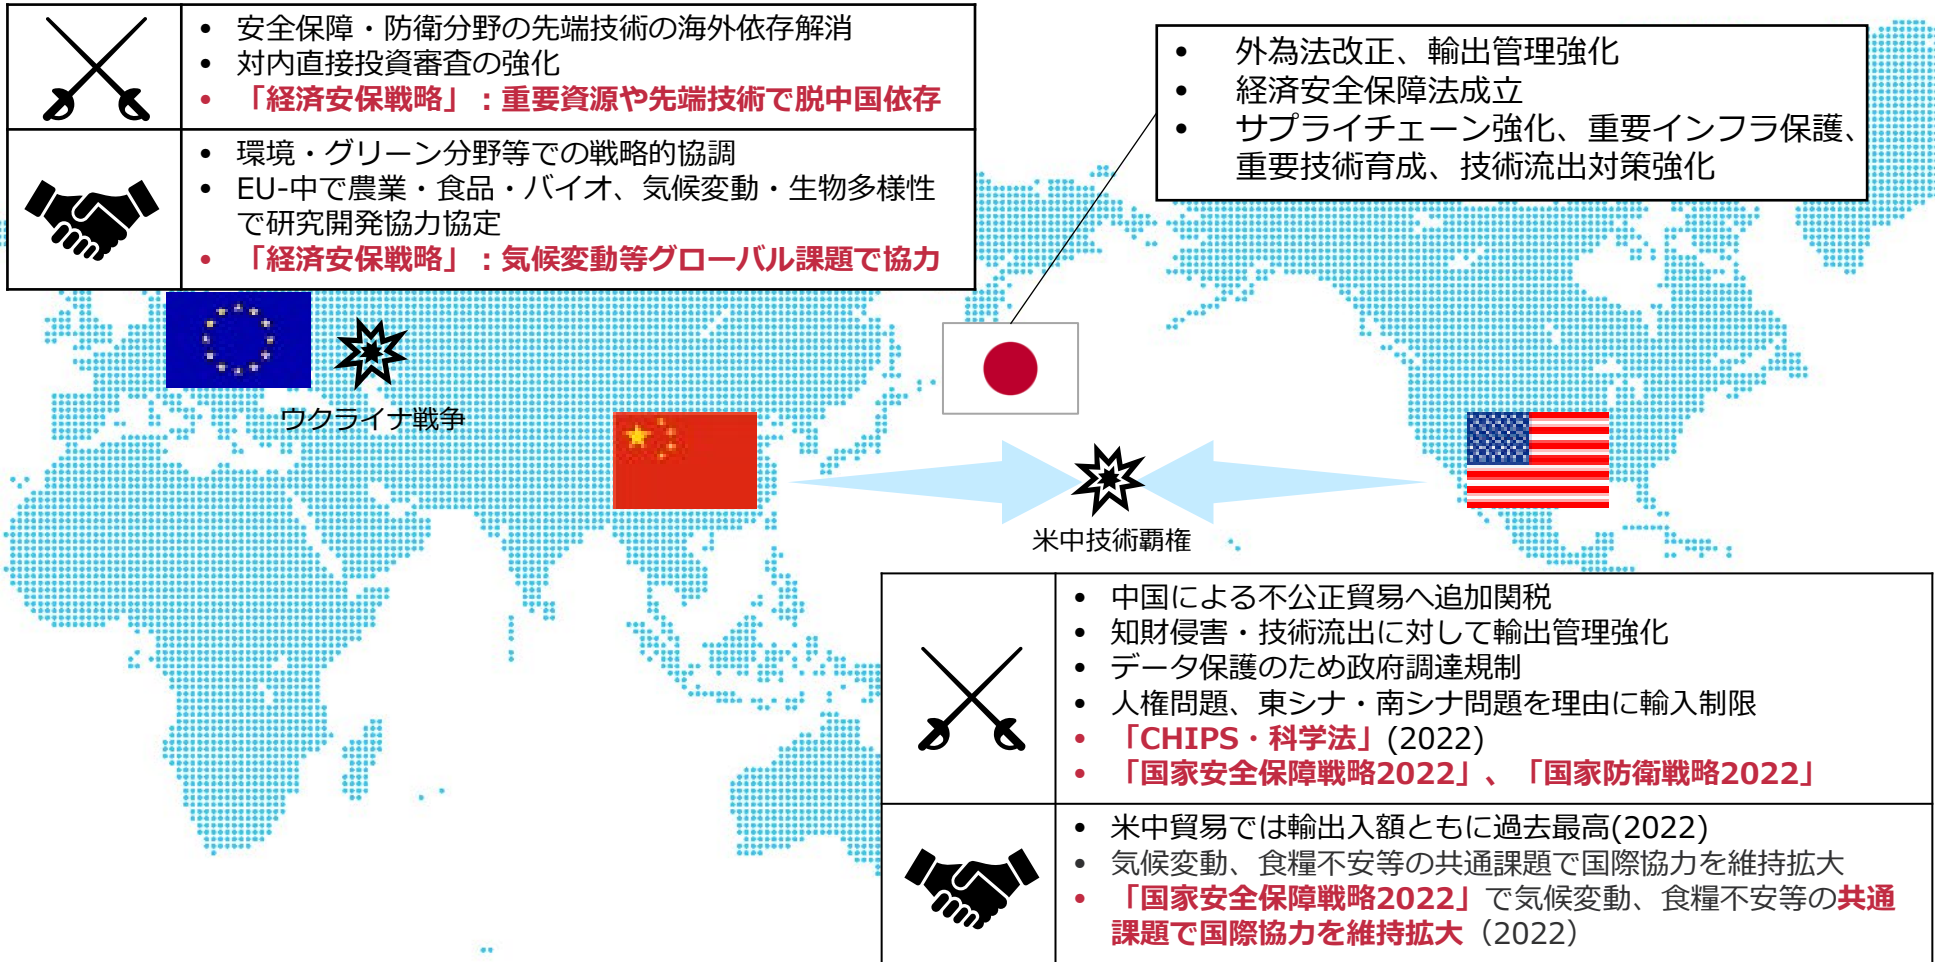 • 安全保障・防衛分野の先端技術の海外依存解消
• 対内直接投資審査の強化
• 「経済安保戦略」：重要資源や先端技術で脱中国依存
• 環境・グリーン分野等での戦略的協調
• EU-中で農業・食品・バイオ、気候変動・生物多様性
で研究開発協力協定
• 「経済安保戦略」：気候変動等グローバル課題で協力
• 外為法改正、輸出管理強化
• 経済安全保障法成立
• サプライチェーン強化、重要インフラ保護、
重要技術育成、技術流出対策強化
ウクライナ戦争
米中技術覇権
• 中国による不公正貿易へ追加関税
• 知財侵害・技術流出に対して輸出管理強化
• データ保護のため政府調達規制
• 人権問題、東シナ・南シナ問題を理由に輸入制限
• 「CHIPS・科学法」(2022)
• 「国家安全保障戦略2022」、「国家防衛戦略2022」
• 米中貿易では輸出入額ともに過去最高(2022)
• 気候変動、食糧不安等の共通課題で国際協力を維持拡大
• 「国家安全保障戦略2022」で気候変動、食糧不安等の共通
課題で国際協力を維持拡大（2022）